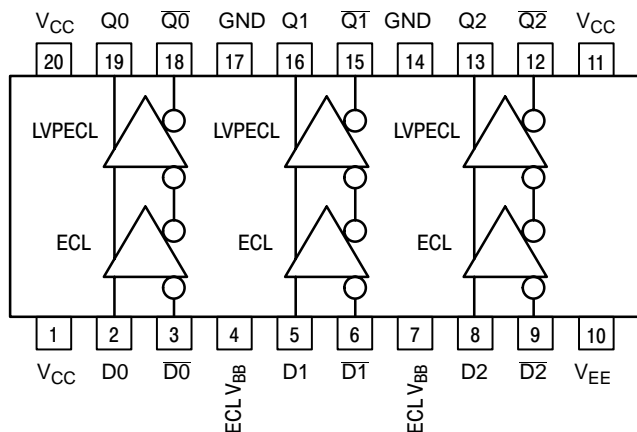 VCC Q0 Q0 GND Q1 Q1 GND Q2 Q2 VCC
20 19 18 17 16 15 14 13 12 11
LVPECL LVPECL LVPECL
ECL ECL ECL
1 2 3 4 5 6 7 8 9 10
VCC D0 D0 ECL VBB D1 D1 ECL VBB D2 D2 VEE